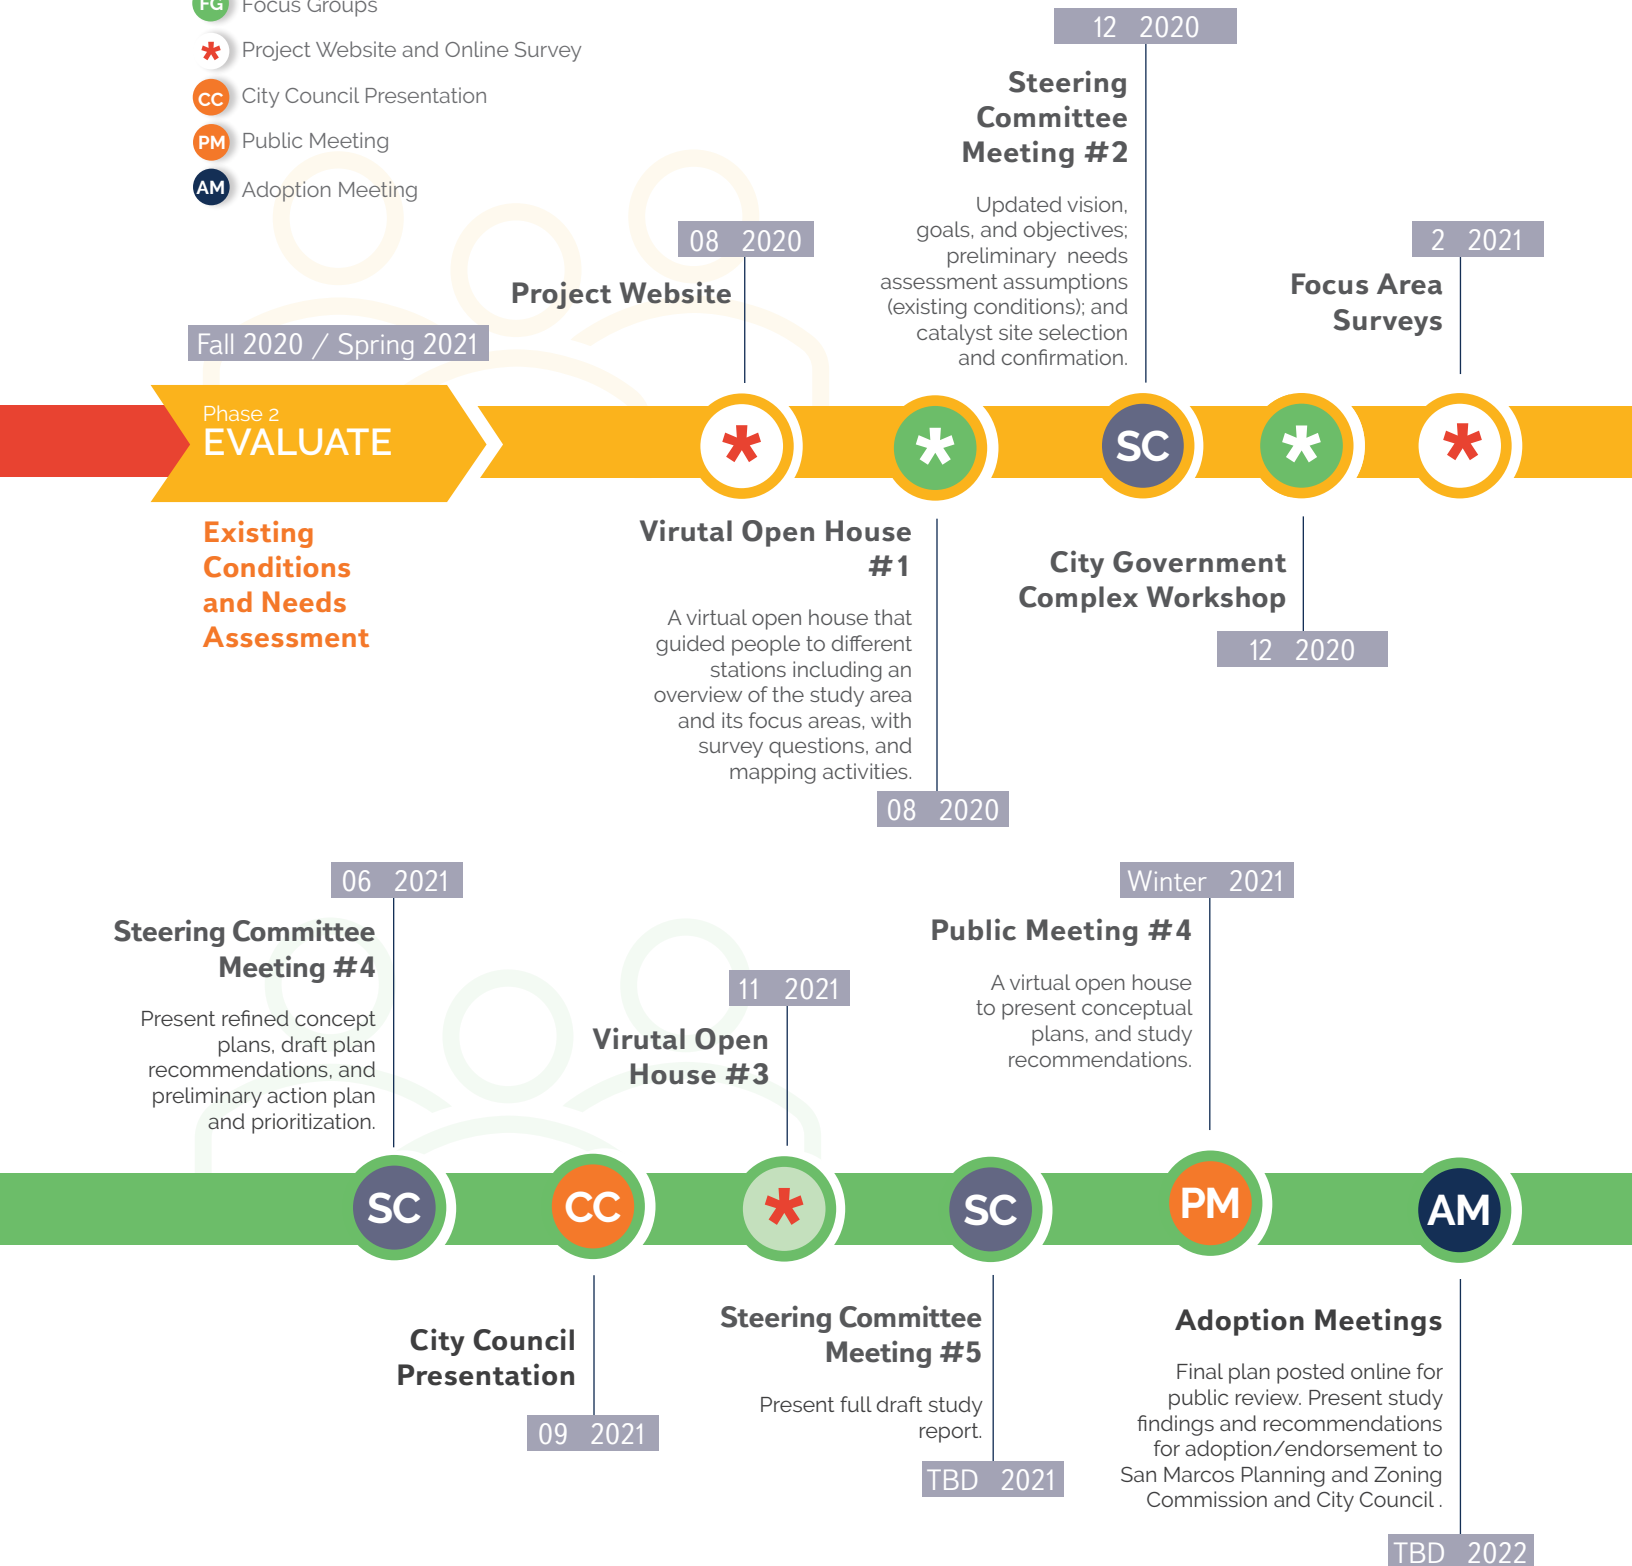 FG Focus Groups
* Project Website and Online Survey
CC City Council Presentation
PM Public Meeting
AM Adoption Meeting
Fall 2020 / Spring 2021
Phase 2
EVALUATE
Existing
Conditions
and Needs
Assessment
08 2020
Project Website
*
*
Virutal Open House
#1
A virtual open house that
guided people to different
stations including an
overview of the study area
and its focus areas, with
survey questions, and
mapping activities.
08 2020
12 2020
Steering
Committee
Meeting #2
Updated vision,
goals, and objectives;
preliminary needs
assessment assumptions
(existing conditions); and
catalyst site selection
and confirmation.
SC
*
City Government
Complex Workshop
12 2020
2 2021
Focus Area
Surveys
*
06 2021
Steering Committee
Meeting #4
Present refined concept
plans, draft plan
recommendations, and
preliminary action plan
and prioritization.
SC
CC
City Council
Presentation
09 2021
11 2021
Virutal Open
House #3
*
SC
Steering Committee
Meeting #5
Present full draft study
report.
TBD 2021
Winter 2021
Public Meeting #4
A virtual open house
to present conceptual
plans, and study
recommendations.
PM
AM
Adoption Meetings
Final plan posted online for
public review. Present study
findings and recommendations
for adoption/endorsement to
San Marcos Planning and Zoning
Commission and City Council .
TBD 2022